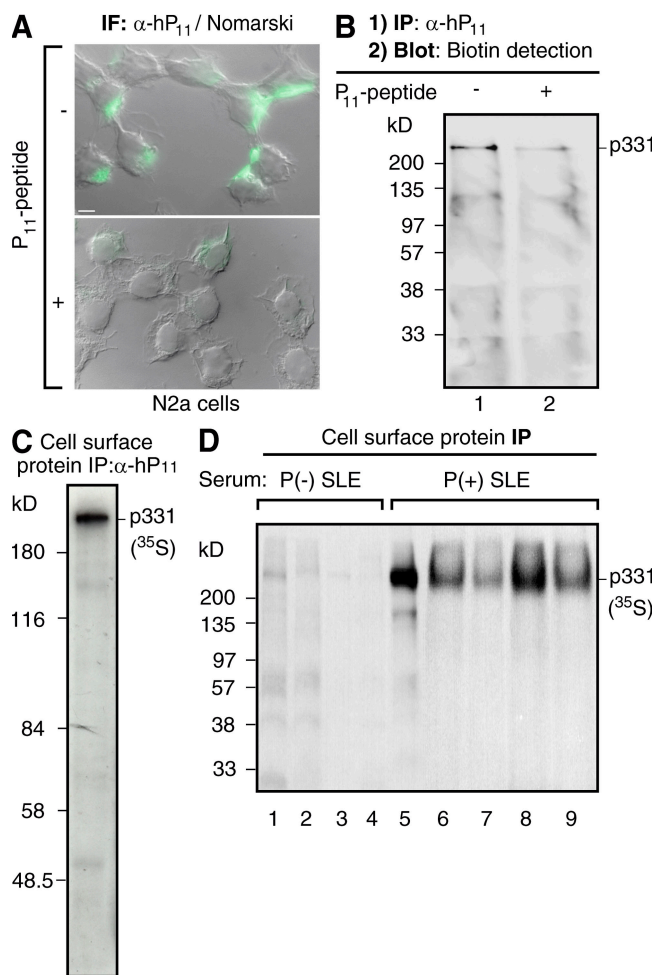 A
IF: α-hP11 / Nomarski
P11-peptide
-
+
N2a cells
B
1) IP: α-hP11
2) Blot: Biotin detection
P11-peptide - +
kD
p331
200
135
97
57
38
33
1 2
C
Cell surface
protein IP:α-hP11
kD
p331
(35S)
180
116
84
58
48.5
D
Cell surface protein IP
Serum: P(-) SLE P(+) SLE
kD
p331
(35S)
200
135
97
57
38
33
1 2 3 4 5 6 7 8 9